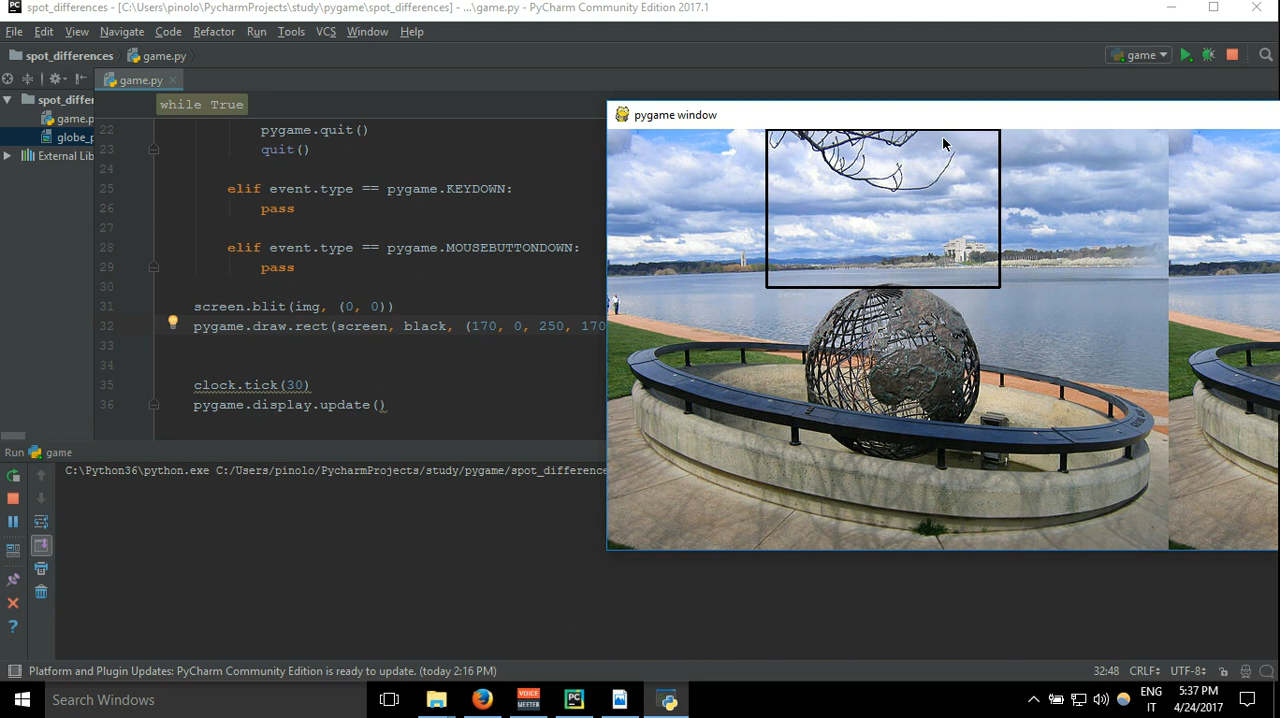 spot_differences - [C:\Users\pinolo\PycharmProjects\study\pygame\spot_differences] - ...\game.py - PyCharm Community Edition 2017.1
File Edit View Navigate Code Refactor Run Tools VCS Window Help
spot_differences game.py game
game.py
spot_differ
game.p
globe_p
External Lib
while True
22 pygame.quit()
23 quit()
24
25 elif event.type == pygame.KEYDOWN:
26 pass
27
28 elif event.type == pygame.MOUSEBUTTONDOWN:
29 pass
30
31 screen.blit(img, (0, 0))
32 pygame.draw.rect(screen, black, (170, 0, 250, 170
33
34
35 clock.tick(30)
36 pygame.display.update()
pygame window
Run game
C:\Python36\python.exe C:/Users/pinolo/PycharmProjects/study/pygame/spot_difference
Platform and Plugin Updates: PyCharm Community Edition is ready to update. (today 2:16 PM) 32:48 CRLF UTF-8
Search Windows
VOICE
MEETER
PC
ENG
IT
5:37 PM
4/24/2017